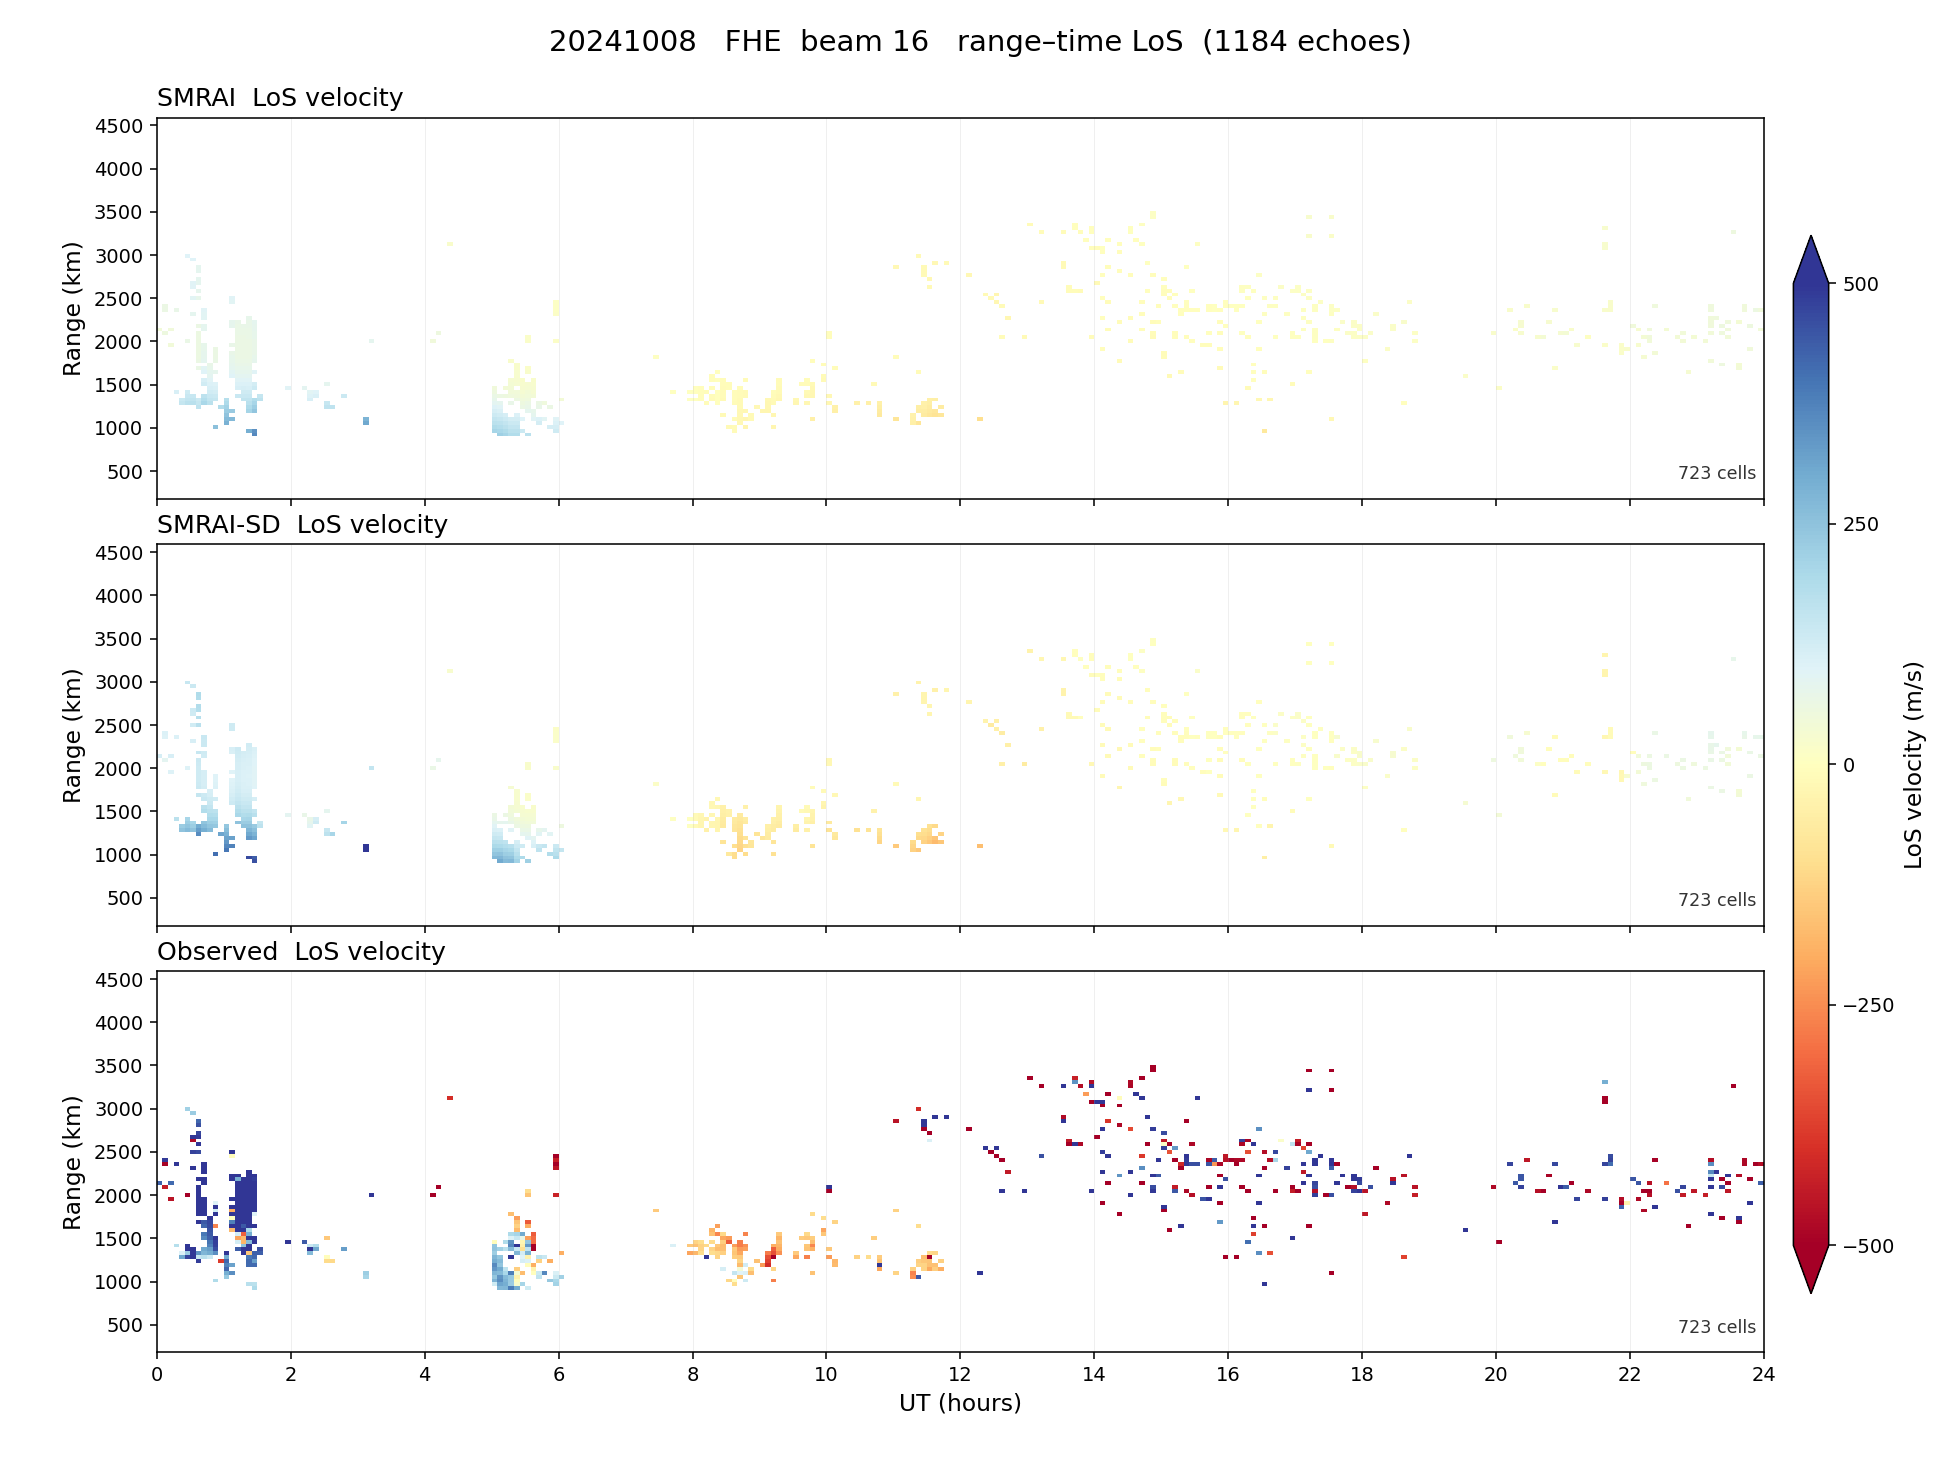 20241008   FHE  beam 16   range–time LoS  (1184 echoes)
SMRAI  LoS velocity
4500
4000
3500
3000
2500
2000
1500
1000
500
Range (km)
723 cells
SMRAI-SD  LoS velocity
4500
4000
3500
3000
2500
2000
1500
1000
500
Range (km)
723 cells
Observed  LoS velocity
4500
4000
3500
3000
2500
2000
1500
1000
500
Range (km)
723 cells
0 2 4 6 8 10 12 14 16 18 20 22 24
UT (hours)
500
250
0
−250
−500
LoS velocity (m/s)